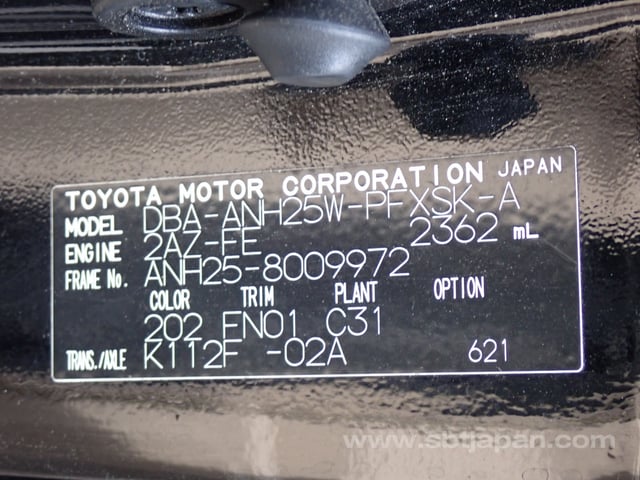 TOYOTA MOTOR CORPORATION JAPAN
MODEL DBA-ANH25W-PFXSK-A
ENGINE 2AZ-FE 2362 mL
FRAME No. ANH25-8009972
COLOR TRIM PLANT OPTION
202 FN01 C31
TRANS./AXLE K112F -02A 621
www.sbtjapan.com